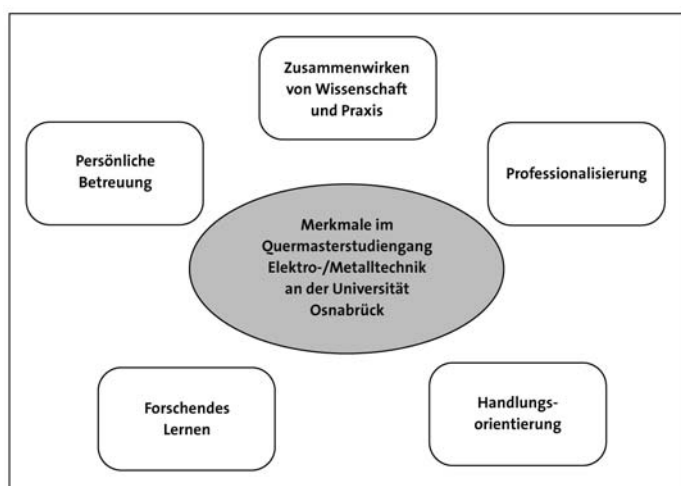 Zusammenwirken
von Wissenschaft
und Praxis
Persönliche
Betreuung
Professionalisierung
Merkmale im
Quermasterstudiengang
Elektro-/Metalltechnik
an der Universität
Osnabrück
Forschendes
Lernen
Handlungs-
orientierung